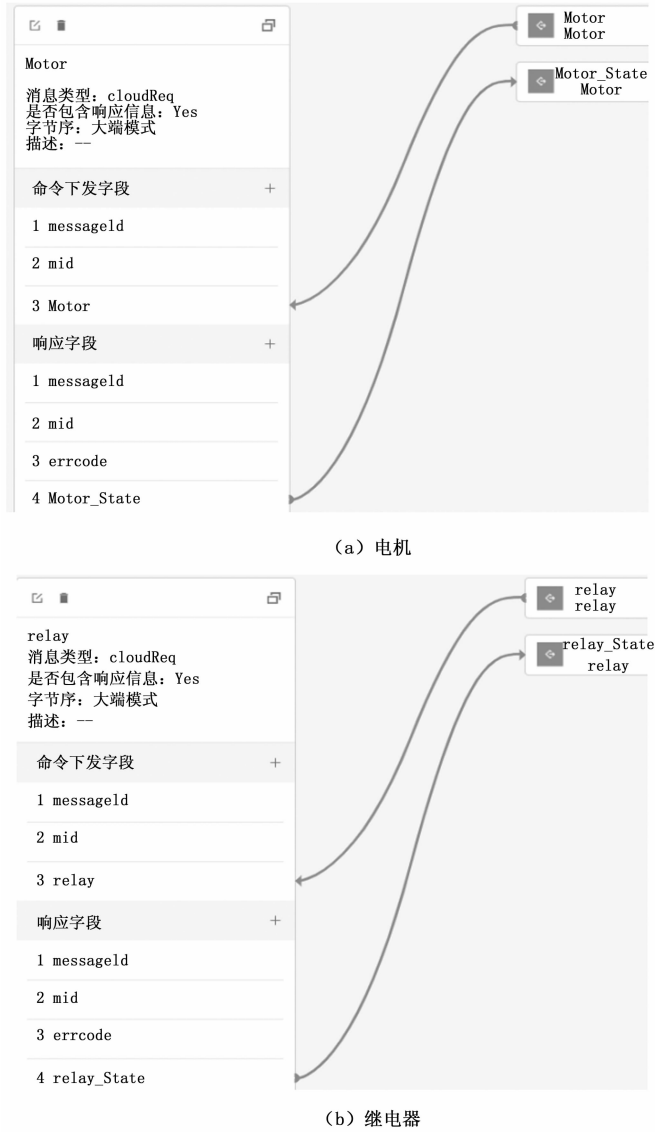 Motor
消息类型：cloudReq
是否包含响应信息：Yes
字节序：大端模式
描述：--
命令下发字段
1 messageld
2 mid
3 Motor
响应字段
1 messageld
2 mid
3 errcode
4 Motor_State
Motor
Motor
Motor_State
Motor
（a）电机
relay
消息类型：cloudReq
是否包含响应信息：Yes
字节序：大端模式
描述：--
命令下发字段
1 messageld
2 mid
3 relay
响应字段
1 messageld
2 mid
3 errcode
4 relay_State
relay
relay
relay_State
relay
（b）继电器